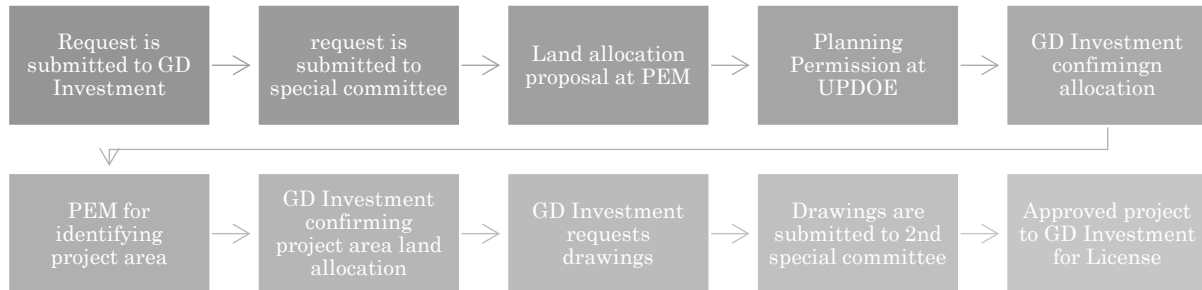 Request is
submitted to GD
Investment
request is
submitted to
special committee
Land allocation
proposal at PEM
Planning
Permission at
UPDOE
GD Investment
confimingn
allocation
PEM for
identifying
project area
GD Investment
confirming
project area land
allocation
GD Investment
requests
drawings
Drawings are
submitted to 2nd
special committee
Approved project
to GD Investment
for License